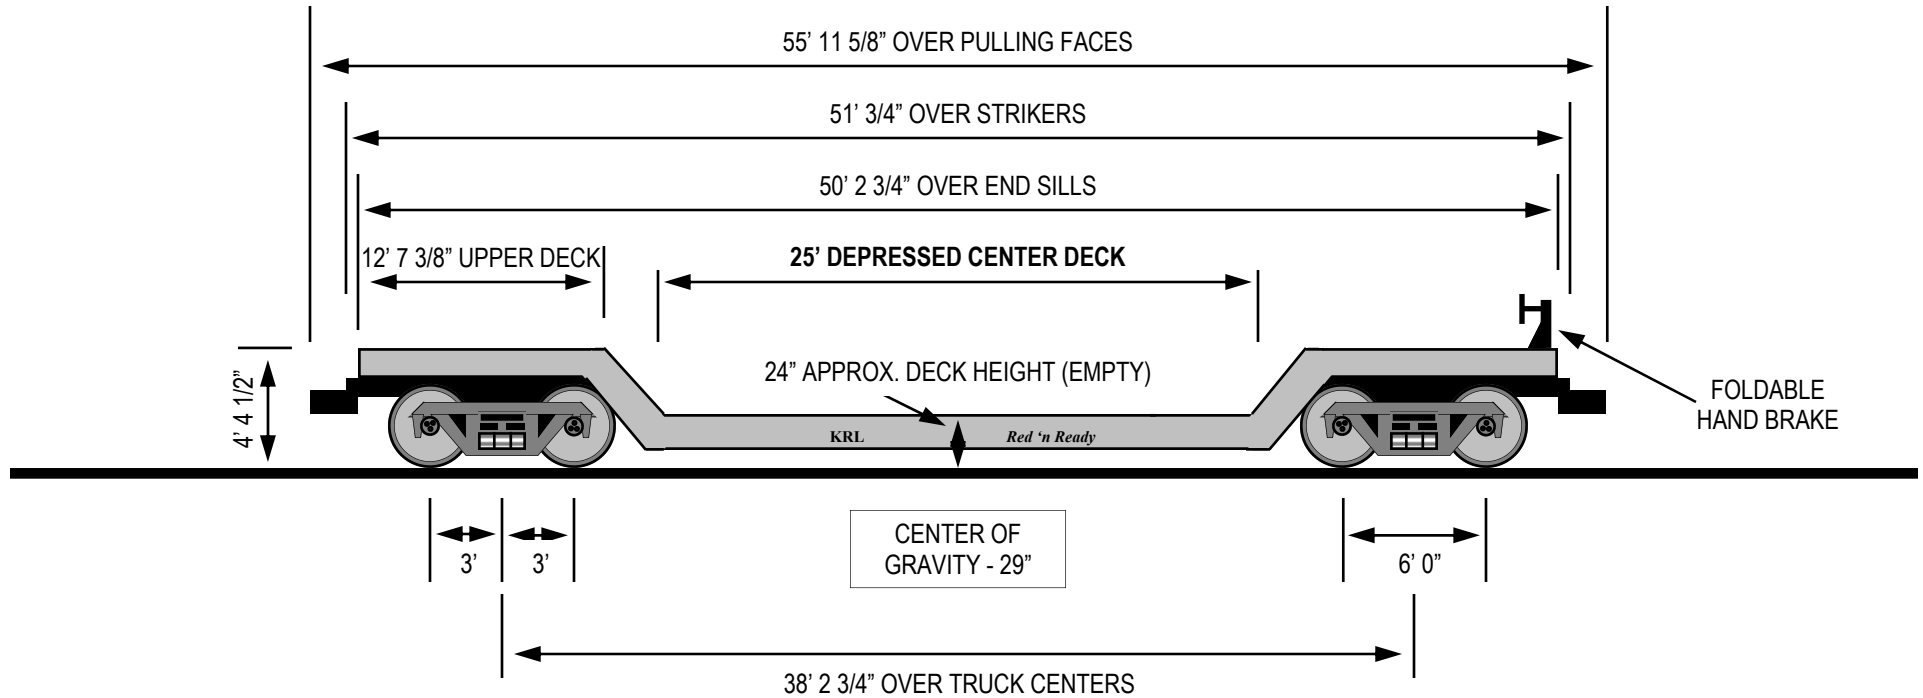 55’ 11 5/8” OVER PULLING FACES
51’ 3/4” OVER STRIKERS
50’ 2 3/4” OVER END SILLS
12’ 7 3/8” UPPER DECK
25’ DEPRESSED CENTER DECK
24” APPROX. DECK HEIGHT (EMPTY)
4’ 4 1/2”
FOLDABLE
HAND BRAKE
KRL
Red ‘n Ready
CENTER OF
GRAVITY - 29”
3’
3’
6’ 0”
38’ 2 3/4” OVER TRUCK CENTERS